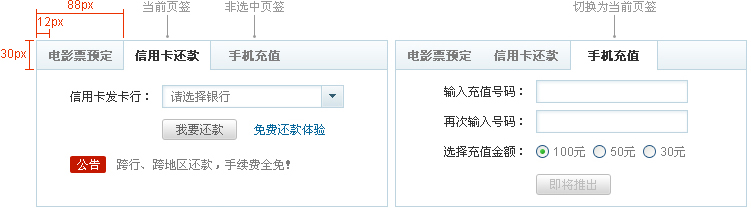 88px 当前页签 非选中页签 切换为当前页签
12px
30px 电影票预定 信用卡还款 手机充值
信用卡发卡行： 请选择银行
我要还款 免费还款体验
公告 跨行、跨地区还款，手续费全免！
电影票预定 信用卡还款 手机充值
输入充值号码：
再次输入号码：
选择充值金额： 100元 50元 30元
即将推出